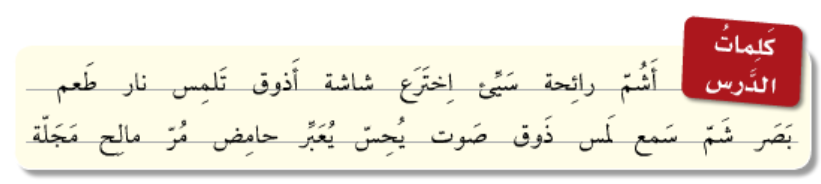 كَلِماتُ
الدَّرس
أَشُمّ رائِحة سَيِّئ اِختَرَع شاشة أَذوق تَلمِس نار طَعم
بَصَر شَمّ سَمع لَمس ذَوق صَوت يُحِسّ يُعَبِّر حامِض مُرّ مالِح مَجَلّة